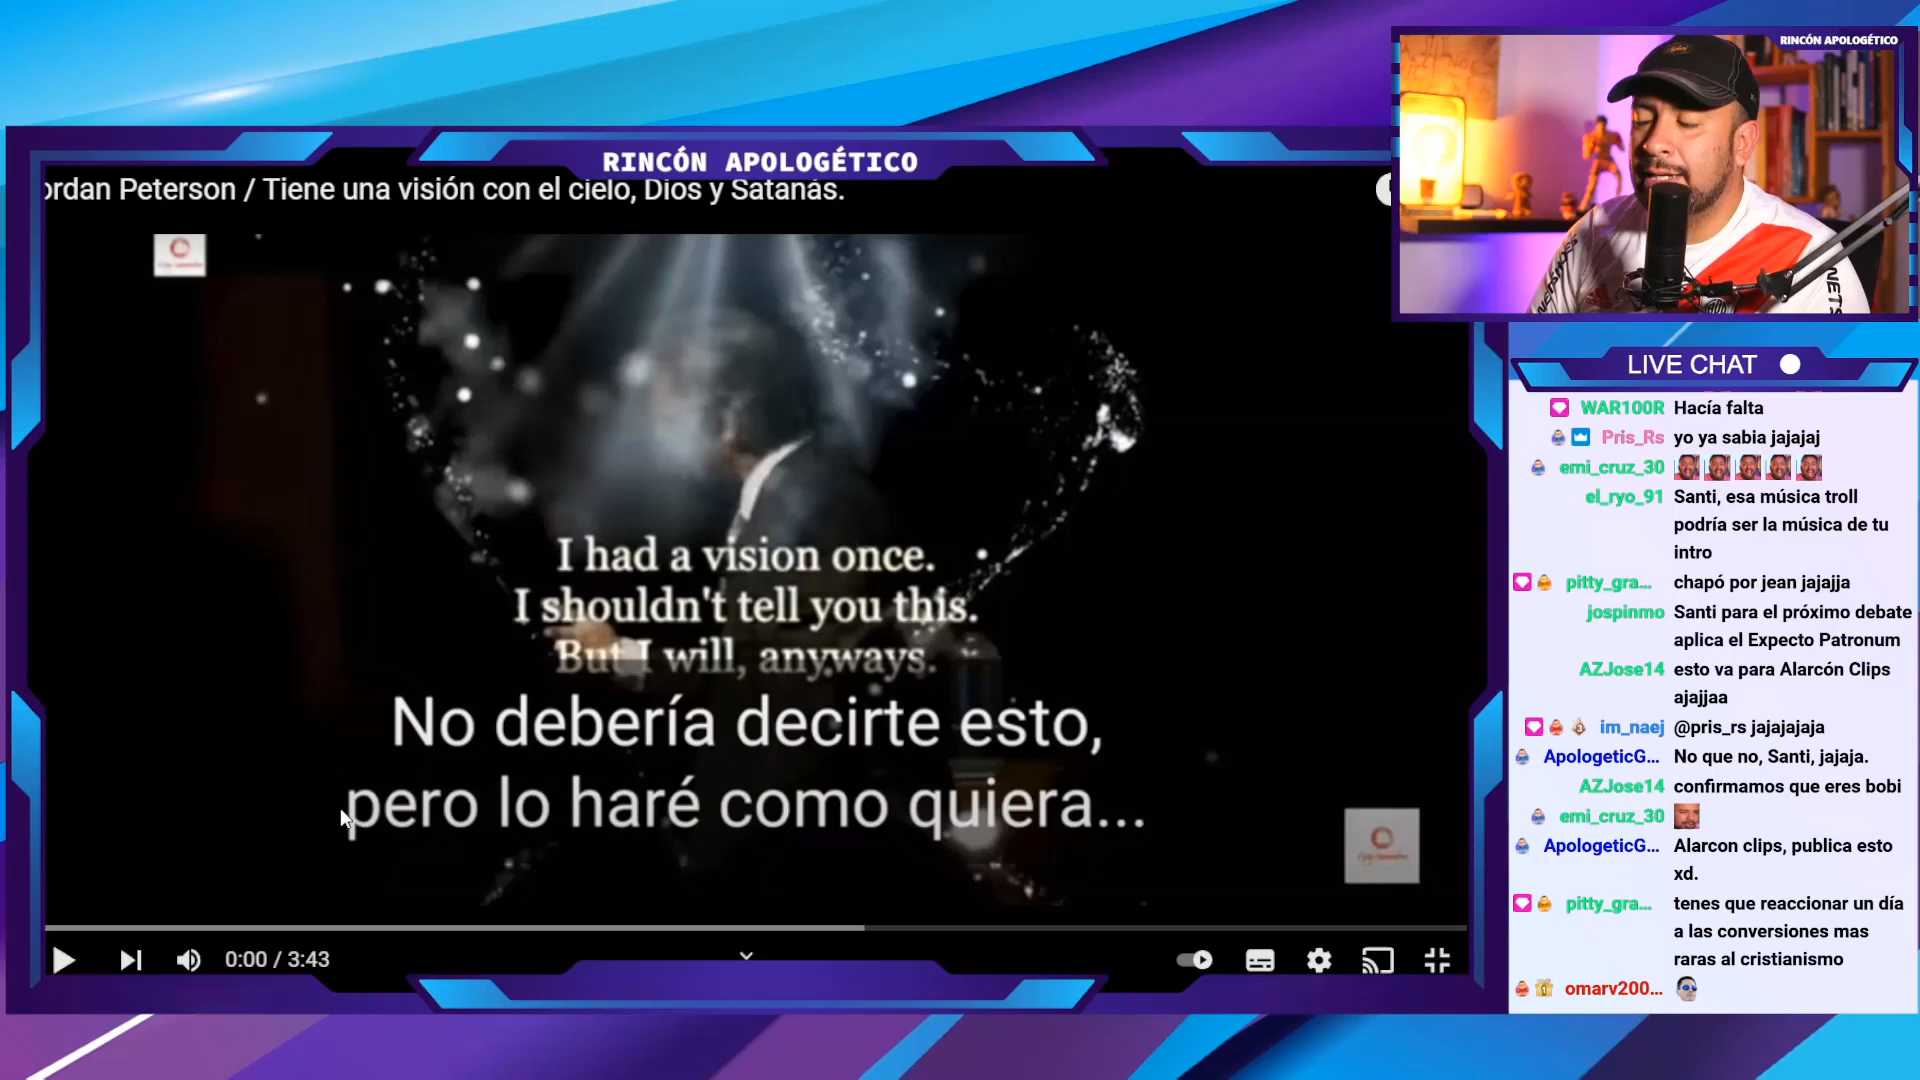 RINCÓN APOLOGÉTICO
RINCÓN APOLOGÉTICO
ordan Peterson / Tiene una visión con el cielo, Dios y Satanás.
I had a vision once.
I shouldn't tell you this.
But I will, anyways.
No debería decirte esto,
pero lo haré como quiera...
0:00 / 3:43
LIVE CHAT
WAR100R Hacía falta
Pris_Rs yo ya sabia jajajaj
emi_cruz_30
el_ryo_91 Santi, esa música troll
podría ser la música de tu
intro
pitty_gra... chapó por jean jajajja
jospinmo Santi para el próximo debate
aplica el Expecto Patronum
AZJose14 esto va para Alarcón Clips
ajajjaa
im_naej @pris_rs jajajajaja
ApologeticG... No que no, Santi, jajaja.
AZJose14 confirmamos que eres bobi
emi_cruz_30
ApologeticG... Alarcon clips, publica esto
xd.
pitty_gra... tenes que reaccionar un día
a las conversiones mas
raras al cristianismo
omarv200...